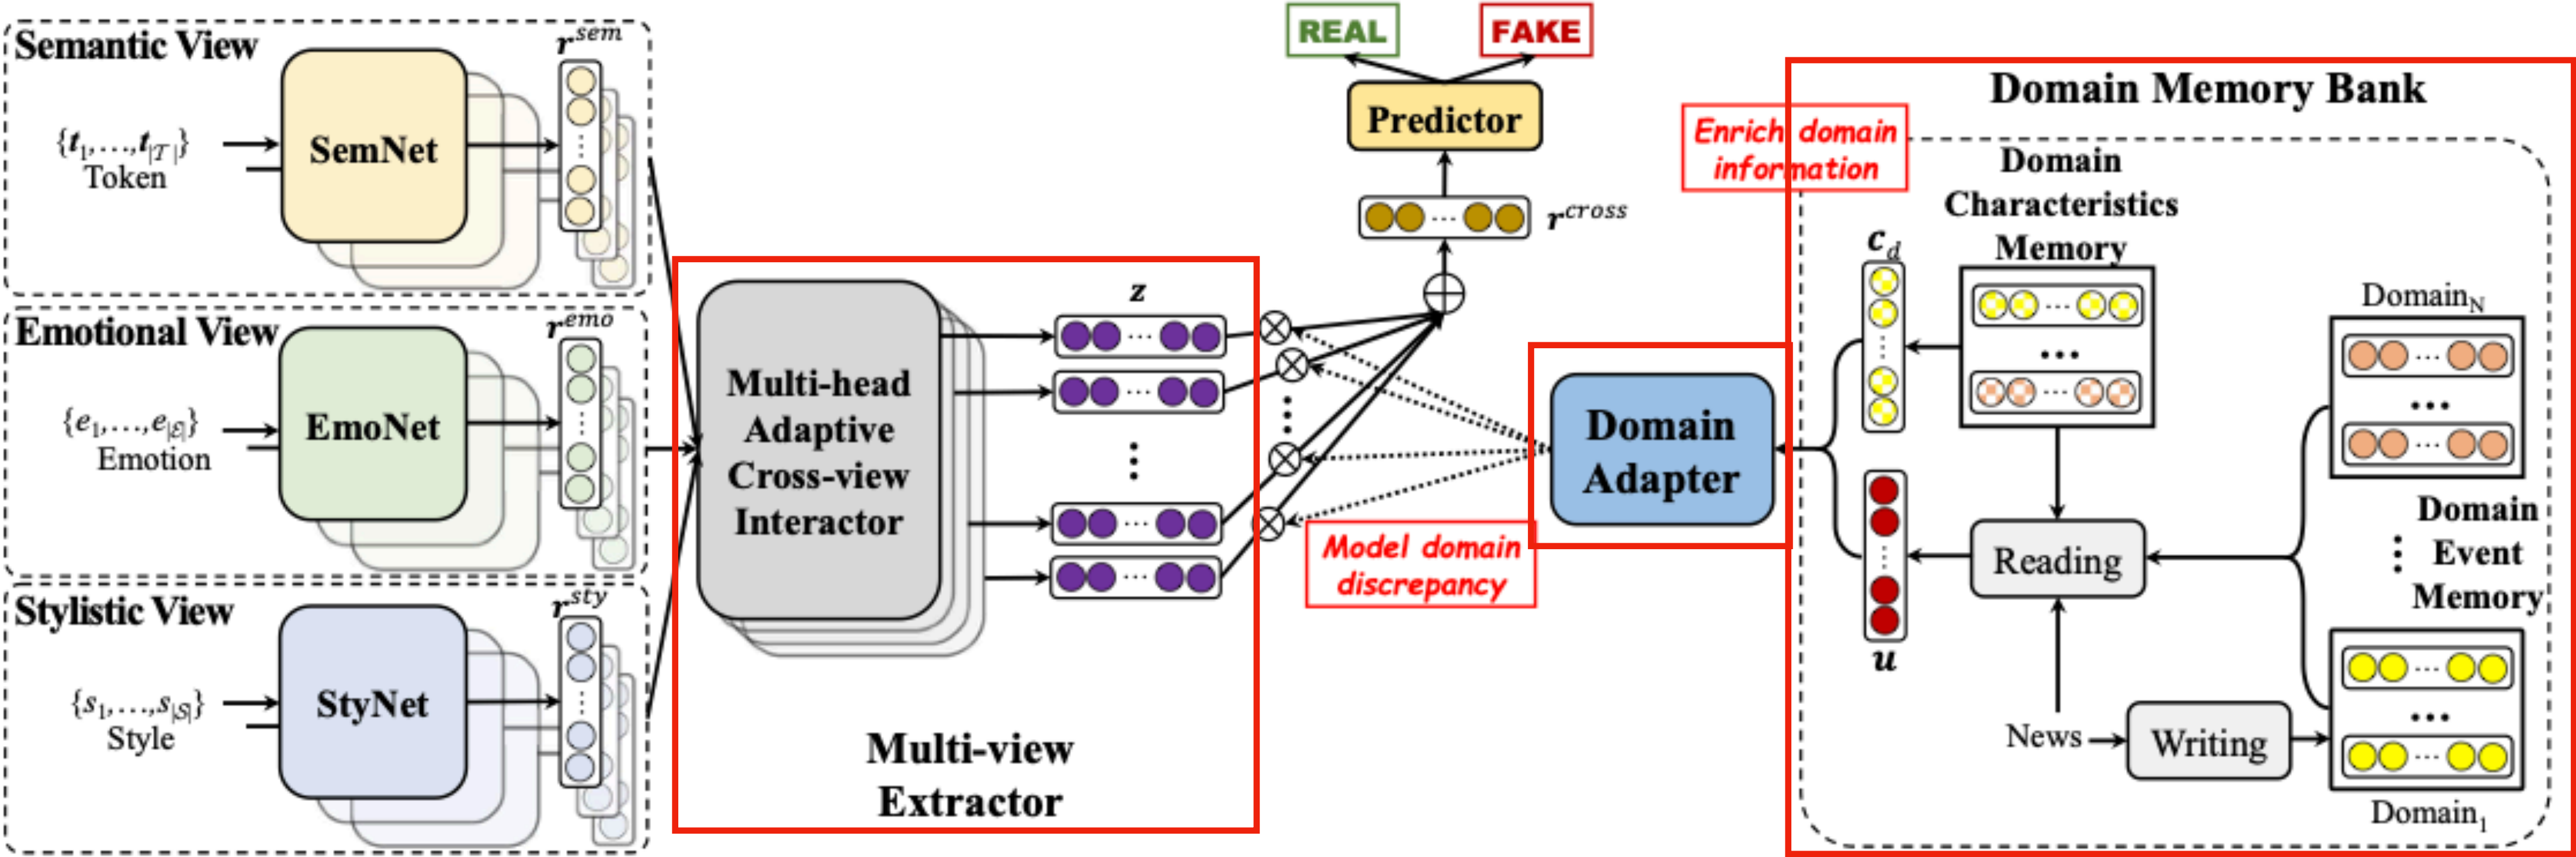 Semantic View
r^sem
{t_1,...,t_|𝒯|}
Token
SemNet
Emotional View
r^emo
{e_1,...,e_|ℰ|}
Emotion
EmoNet
Stylistic View
r^sty
{s_1,...,s_|S|}
Style
StyNet
Multi-head
Adaptive
Cross-view
Interactor
z
Multi-view
Extractor
REAL
FAKE
Predictor
r^cross
Model domain
discrepancy
Domain
Adapter
Enrich domain
information
Domain Memory Bank
Domain
Characteristics
Memory
c_d
u
Reading
News
Writing
Domain_N
Domain
Event
Memory
Domain_1